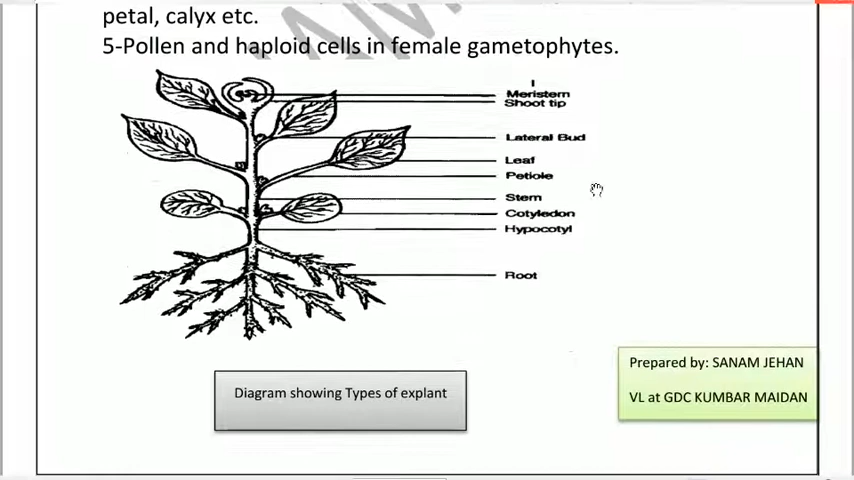 petal, calyx etc.
5-Pollen and haploid cells in female gametophytes.
Meristem
Shoot tip
Lateral Bud
Leaf
Petiole
Stem
Cotyledon
Hypocotyl
Root
Diagram showing Types of explant
Prepared by: SANAM JEHAN
VL at GDC KUMBAR MAIDAN